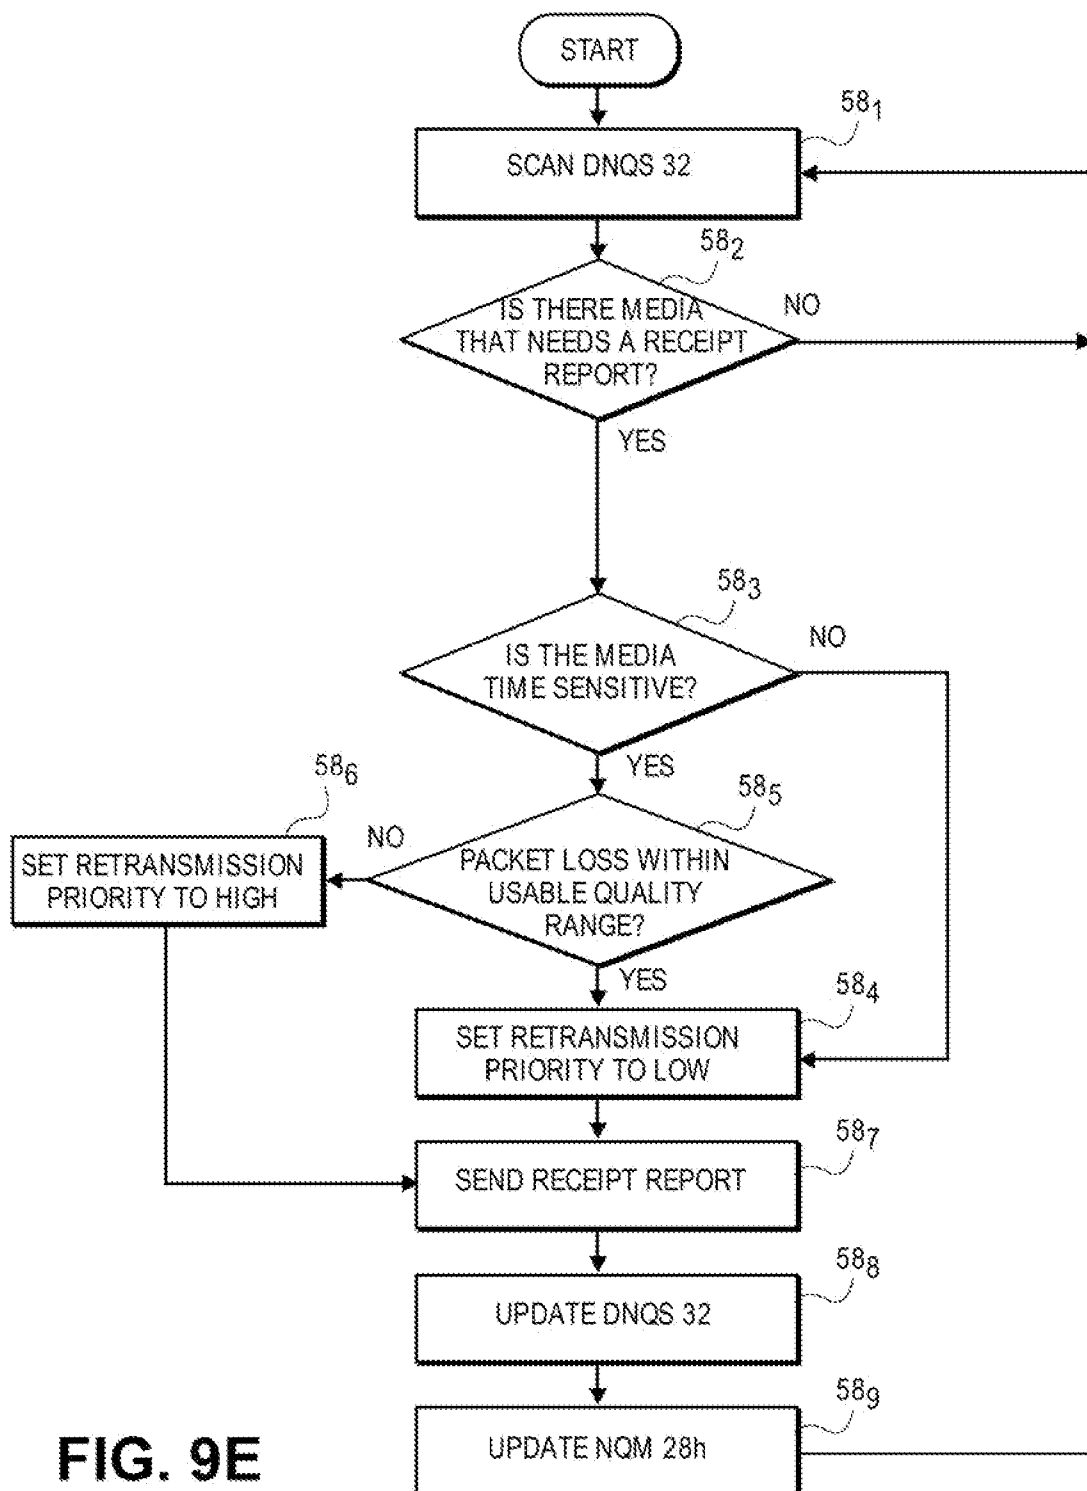 START
58₁
SCAN DNQS 32
58₂
IS THERE MEDIA
THAT NEEDS A RECEIPT
REPORT?
NO
YES
58₃
IS THE MEDIA
TIME SENSITIVE?
NO
YES
58₅
PACKET LOSS WITHIN
USABLE QUALITY
RANGE?
NO
58₆
SET RETRANSMISSION
PRIORITY TO HIGH
YES
58₄
SET RETRANSMISSION
PRIORITY TO LOW
58₇
SEND RECEIPT REPORT
58₈
UPDATE DNQS 32
58₉
UPDATE NQM 28h
FIG. 9E